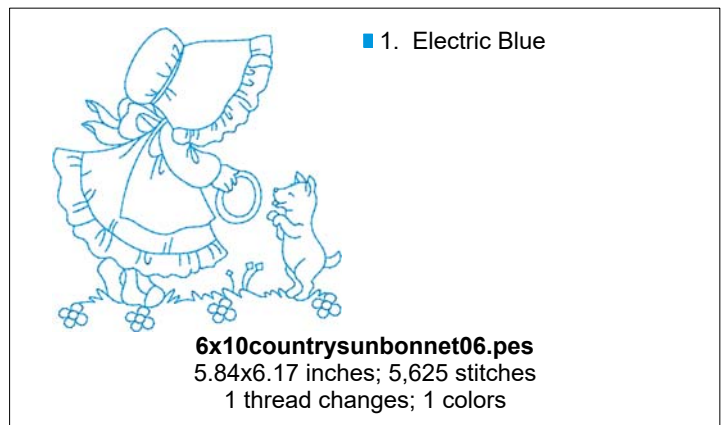 1. Electric Blue
6x10countrysunbonnet06.pes
5.84x6.17 inches; 5,625 stitches
1 thread changes; 1 colors